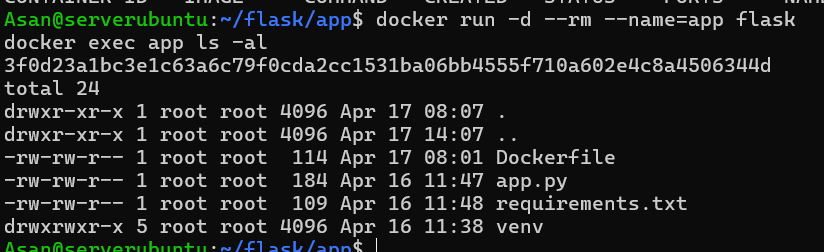 Asan@serverubuntu:~/flask/app$ docker run -d --rm --name=app flask
docker exec app ls -al
3f0d23a1bc3e1c63a6c79f0cda2cc1531ba06bb4555f710a602e4c8a4506344d
total 24
drwxr-xr-x 1 root root 4096 Apr 17 08:07 .
drwxr-xr-x 1 root root 4096 Apr 17 14:07 ..
-rw-rw-r-- 1 root root  114 Apr 17 08:01 Dockerfile
-rw-rw-r-- 1 root root  184 Apr 16 11:47 app.py
-rw-rw-r-- 1 root root  109 Apr 16 11:48 requirements.txt
drwxrwxr-x 5 root root 4096 Apr 16 11:38 venv
Asan@serverubuntu:~/flask/app$